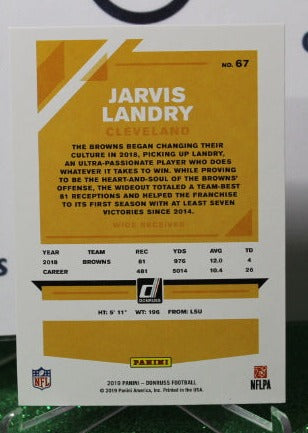 NO. 67
JARVIS
LANDRY
CLEVELAND
THE BROWNS BEGAN CHANGING THEIR
CULTURE IN 2018, PICKING UP LANDRY,
AN ULTRA-PASSIONATE PLAYER WHO DOES
WHATEVER IT TAKES TO WIN. WHILE PROVING
TO BE THE HEART-AND-SOUL OF THE BROWNS'
OFFENSE, THE WIDEOUT TOTALED A TEAM-BEST
81 RECEPTIONS AND HELPED THE FRANCHISE
TO ITS FIRST SEASON WITH AT LEAST SEVEN
VICTORIES SINCE 2014.
WIDE RECEIVER
YEAR TEAM REC YDS AVG TD
2018 BROWNS 81 976 12.0 4
CAREER 481 5014 10.4 26
DONRUSS
HT: 5' 11" WT: 196 FROM: LSU
PANINI
NFL
2019 PANINI - DONRUSS FOOTBALL
© 2019 Panini America, Inc. Printed in the USA.
NFLPA